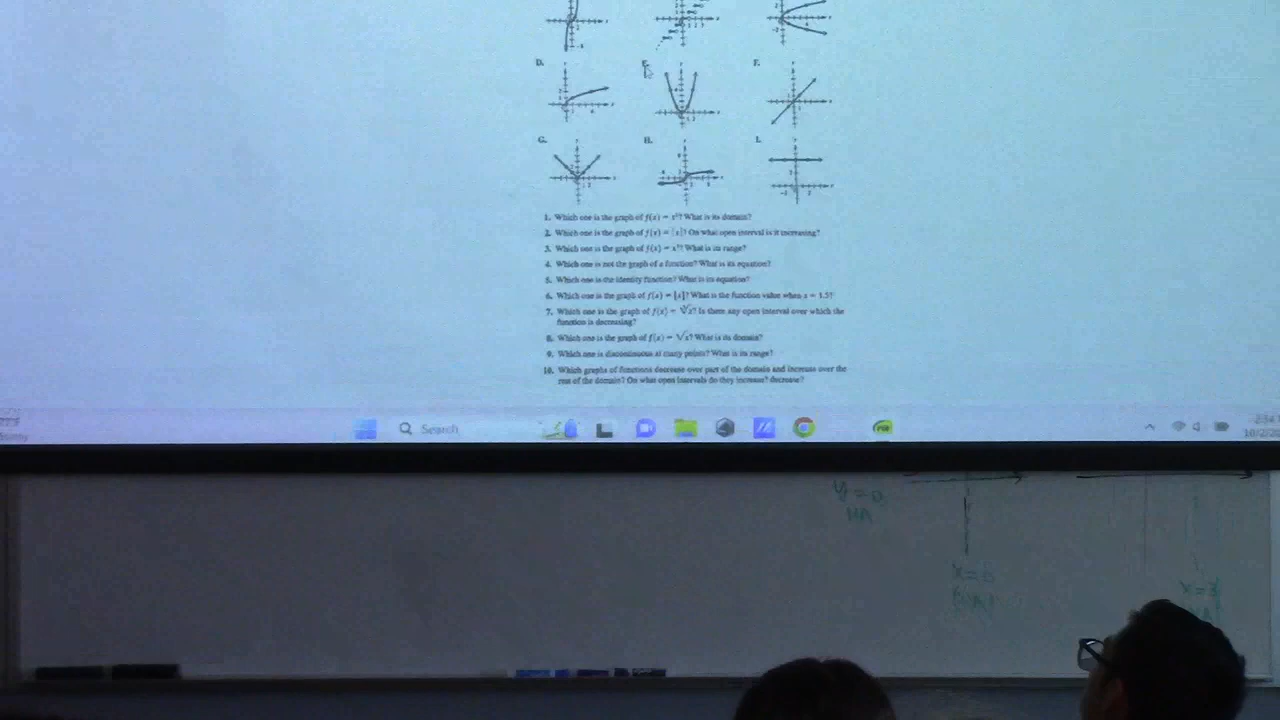 D.
E.
F.
G.
H.
I.
1. Which one is the graph of f(x) = x²? What is its domain?
2. Which one is the graph of f(x) = |x|? On what open interval is it increasing?
3. Which one is the graph of f(x) = x³? What is its range?
4. Which one is not the graph of a function? What is its equation?
5. Which one is the identity function? What is its equation?
6. Which one is the graph of f(x) = [x]? What is the function value when x = 1.5?
7. Which one is the graph of f(x) = ∛x? Is there any open interval over which the
function is decreasing?
8. Which one is the graph of f(x) = √x? What is its domain?
9. Which one is discontinuous at many points? What is its range?
10. Which graphs of functions decrease over part of the domain and increase over the
rest of the domain? On what open intervals do they increase? decrease?
Search
y = 0
HA